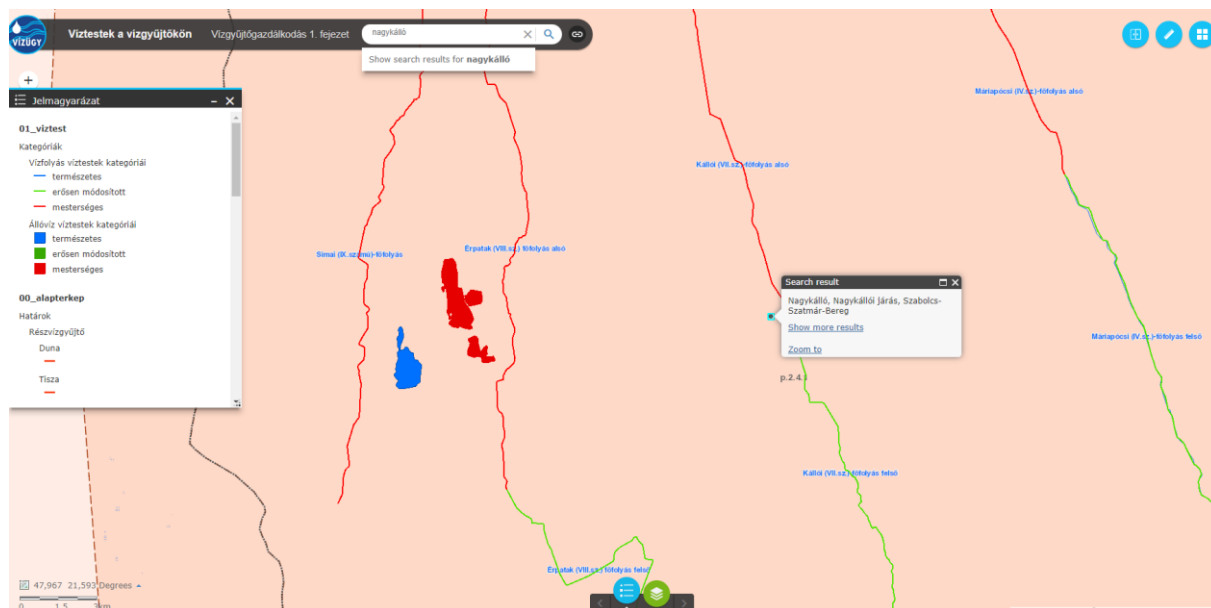 VÍZÜGY
Víztestek a vízgyűjtőkön
Vízgyűjtőgazdálkodás 1. fejezet
nagykálló
Show search results for nagykálló
+
Jelmagyarázat
01_viztest
Kategóriák
Vízfolyás víztestek kategóriái
természetes
erősen módosított
mesterséges
Állóvíz víztestek kategóriái
természetes
erősen módosított
mesterséges
00_alapterkep
Határok
Részvízgyűjtő
Duna
Tisza
Máriapócsi (IV.sz.)-főfolyás alsó
Kállói (VII.sz.)-főfolyás alsó
Simai (IX.számú)-főfolyás
Érpatak (VIII.sz.) főfolyás alsó
Search result
Nagykálló, Nagykállói járás, Szabolcs-
Szatmár-Bereg
Show more results
Zoom to
Máriapócsi (IV.sz.)-főfolyás felső
p.2.4.
Kállói (VII.sz.)-főfolyás felső
Érpatak (VIII.sz.) főfolyás felső
47,967 21,593 Degrees
0 1,5 3km